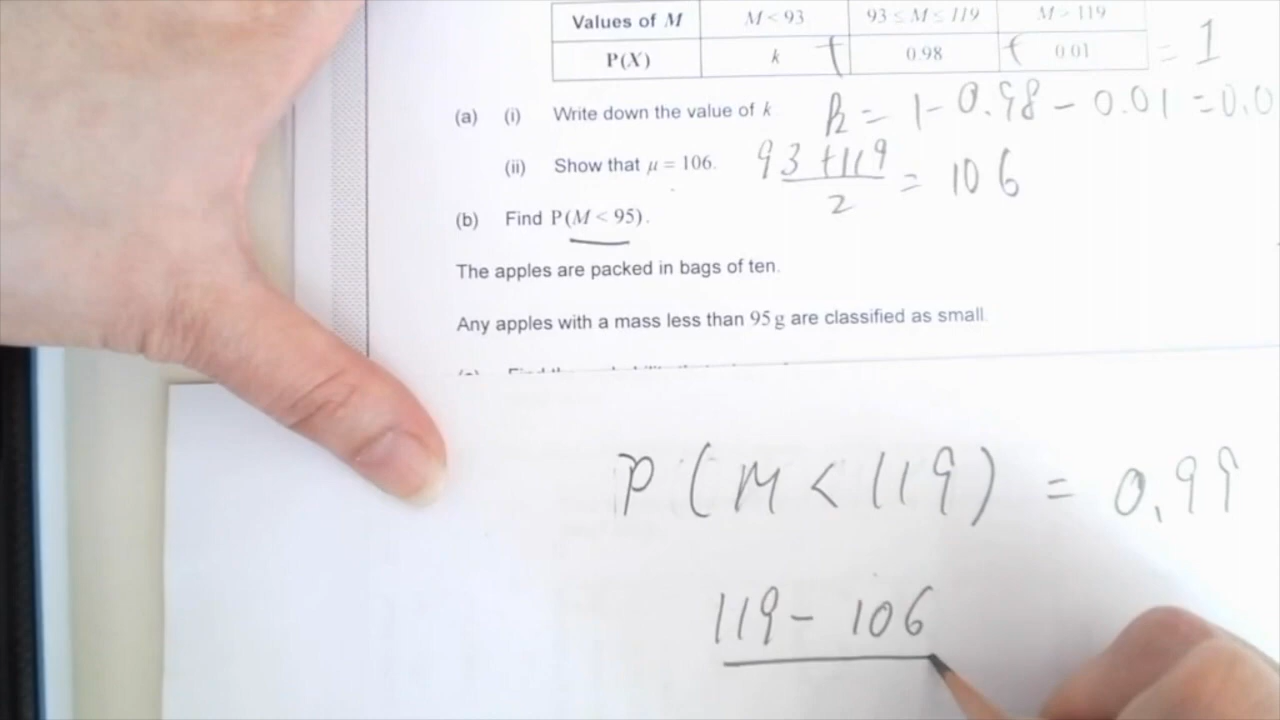 Values of M M < 93 93 ≤ M ≤ 119 M > 119
P(X) k + 0.98 + 0.01 = 1
(a) (i) Write down the value of k k = 1 - 0.98 - 0.01 = 0.0
(ii) Show that μ = 106. 93 + 119 / 2 = 106
(b) Find P(M < 95).
The apples are packed in bags of ten.
Any apples with a mass less than 95 g are classified as small.
P(M < 119) = 0.99
119 - 106